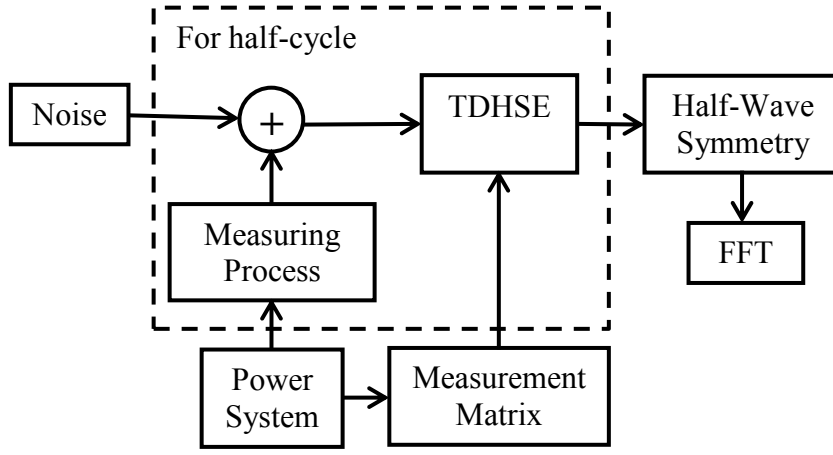 For half-cycle
Noise
+
TDHSE
Half-Wave
Symmetry
Measuring
Process
FFT
Power
System
Measurement
Matrix